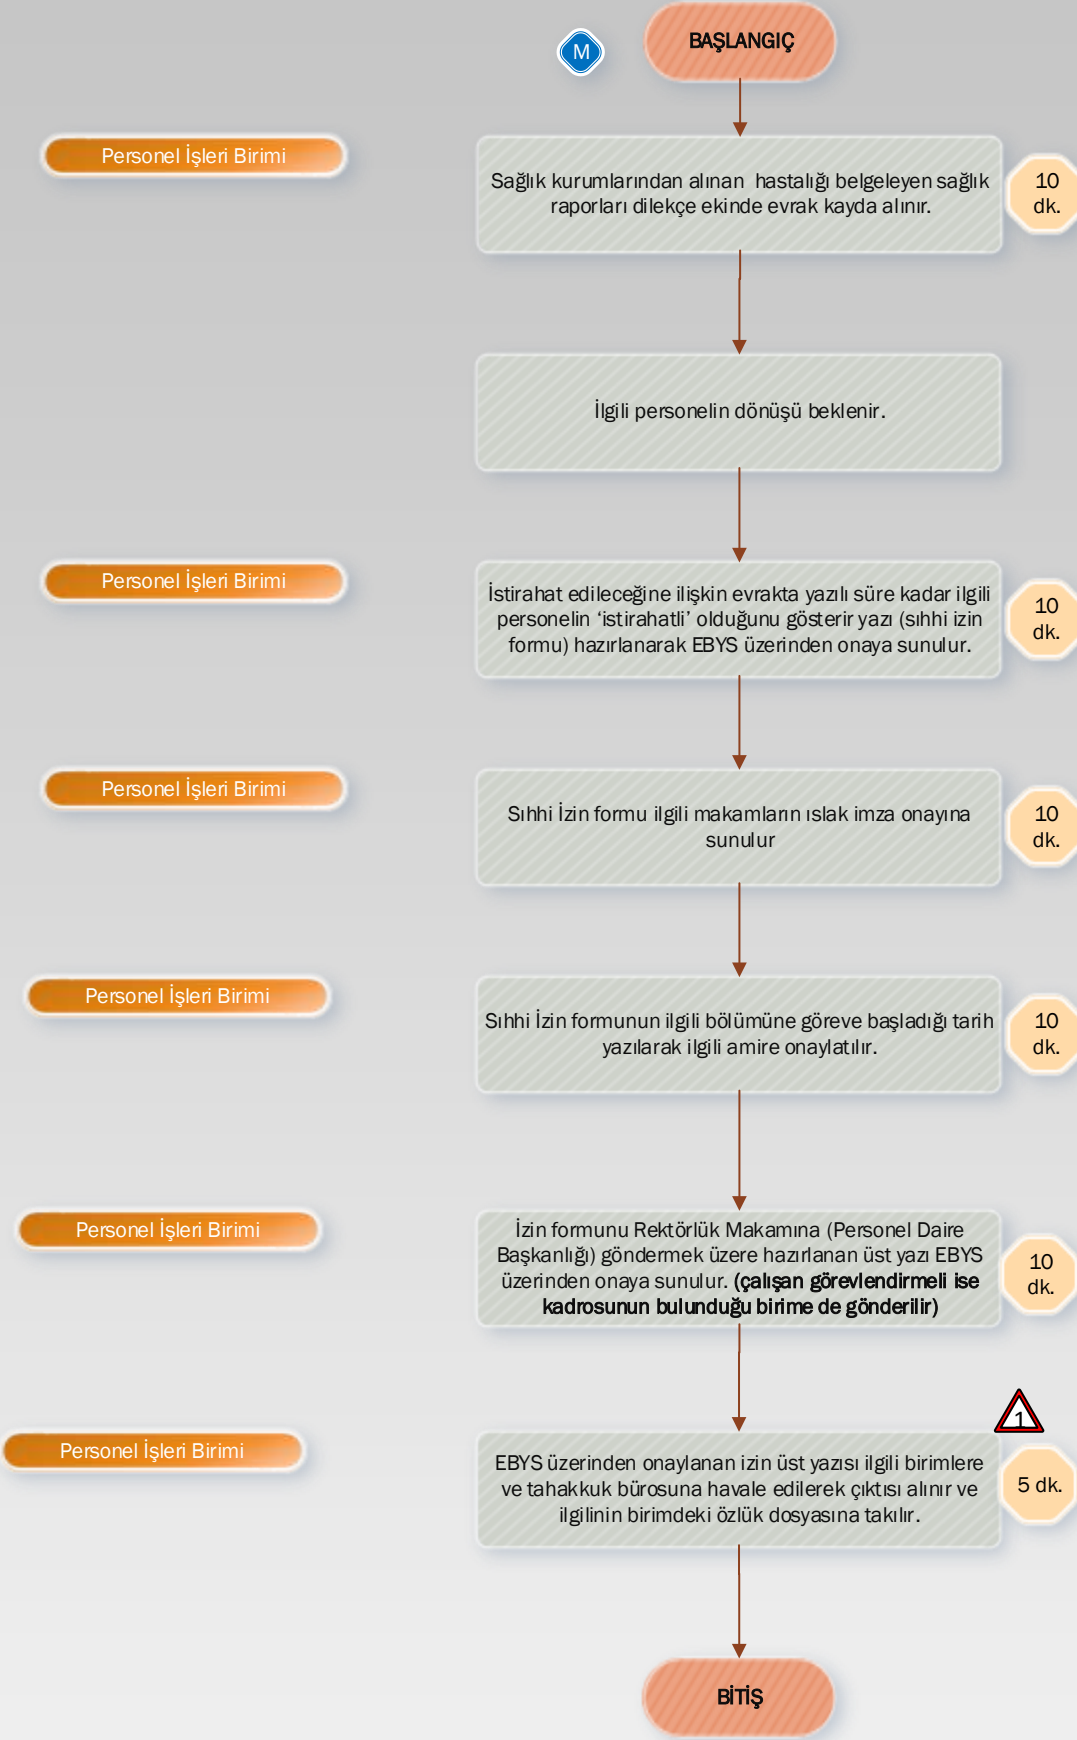 M
BAŞLANGIÇ
Personel İşleri Birimi
Sağlık kurumlarından alınan hastalığı belgeleyen sağlık
raporları dilekçe ekinde evrak kayda alınır.
10
dk.
İlgili personelin dönüşü beklenir.
Personel İşleri Birimi
İstirahat edileceğine ilişkin evrakta yazılı süre kadar ilgili
personelin ‘istirahatli’ olduğunu gösterir yazı (sıhhi izin
formu) hazırlanarak EBYS üzerinden onaya sunulur.
10
dk.
Personel İşleri Birimi
Sıhhi İzin formu ilgili makamların ıslak imza onayına
sunulur
10
dk.
Personel İşleri Birimi
Sıhhi İzin formunun ilgili bölümüne göreve başladığı tarih
yazılarak ilgili amire onaylatılır.
10
dk.
Personel İşleri Birimi
İzin formunu Rektörlük Makamına (Personel Daire
Başkanlığı) göndermek üzere hazırlanan üst yazı EBYS
üzerinden onaya sunulur. (çalışan görevlendirmeli ise
kadrosunun bulunduğu birime de gönderilir)
10
dk.
1
Personel İşleri Birimi
EBYS üzerinden onaylanan izin üst yazısı ilgili birimlere
ve tahakkuk bürosuna havale edilerek çıktısı alınır ve
ilgilinin birimdeki özlük dosyasına takılır.
5 dk.
BİTİŞ